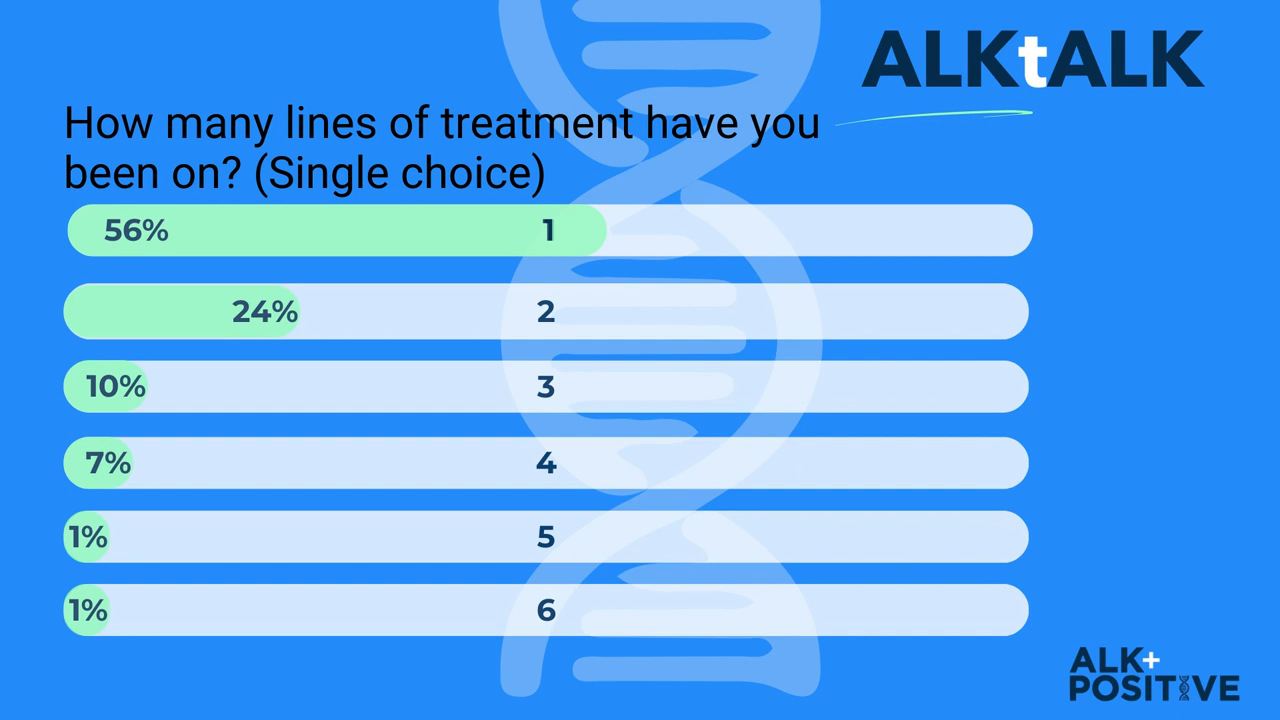 ALKtALK
How many lines of treatment have you
been on? (Single choice)
56% 1
24% 2
10% 3
7% 4
1% 5
1% 6
ALK+
POSITIVE